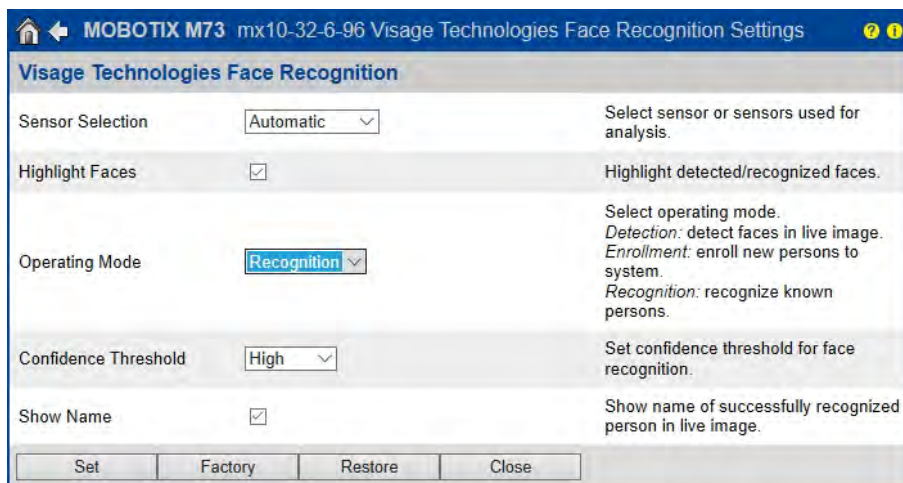 MOBOTIX M73 mx10-32-6-96 Visage Technologies Face Recognition Settings ? i
Visage Technologies Face Recognition
Sensor Selection
Automatic
Select sensor or sensors used for
analysis.
Highlight Faces
Highlight detected/recognized faces.
Operating Mode
Recognition
Select operating mode.
Detection: detect faces in live image.
Enrollment: enroll new persons to
system.
Recognition: recognize known
persons.
Confidence Threshold
High
Set confidence threshold for face
recognition.
Show Name
Show name of successfully recognized
person in live image.
Set
Factory
Restore
Close